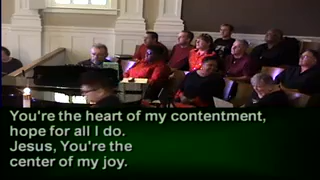 You're the heart of my contentment,
hope for all I do.
Jesus, You're the
center of my joy.